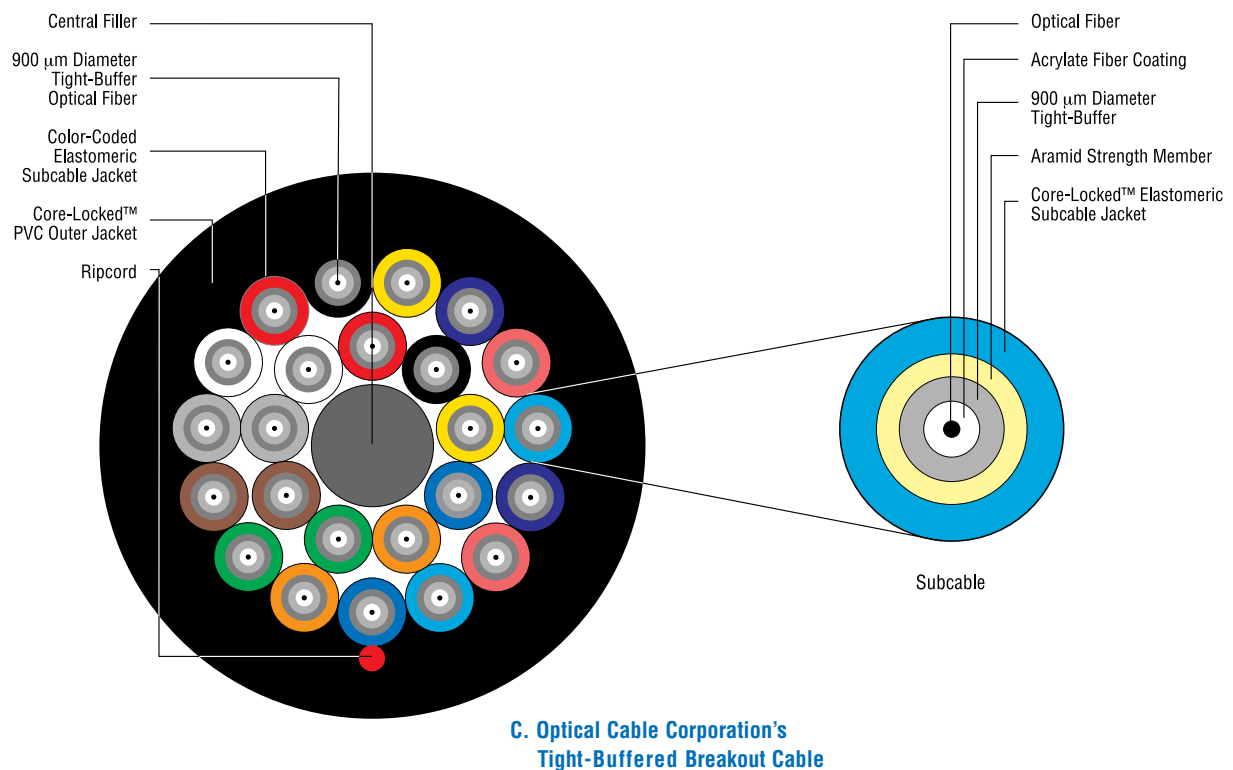 Central Filler
900 μm Diameter
Tight-Buffer
Optical Fiber
Color-Coded
Elastomeric
Subcable Jacket
Core-Locked™
PVC Outer Jacket
Ripcord
Optical Fiber
Acrylate Fiber Coating
900 μm Diameter
Tight-Buffer
Aramid Strength Member
Core-Locked™ Elastomeric
Subcable Jacket
Subcable
C. Optical Cable Corporation's
Tight-Buffered Breakout Cable